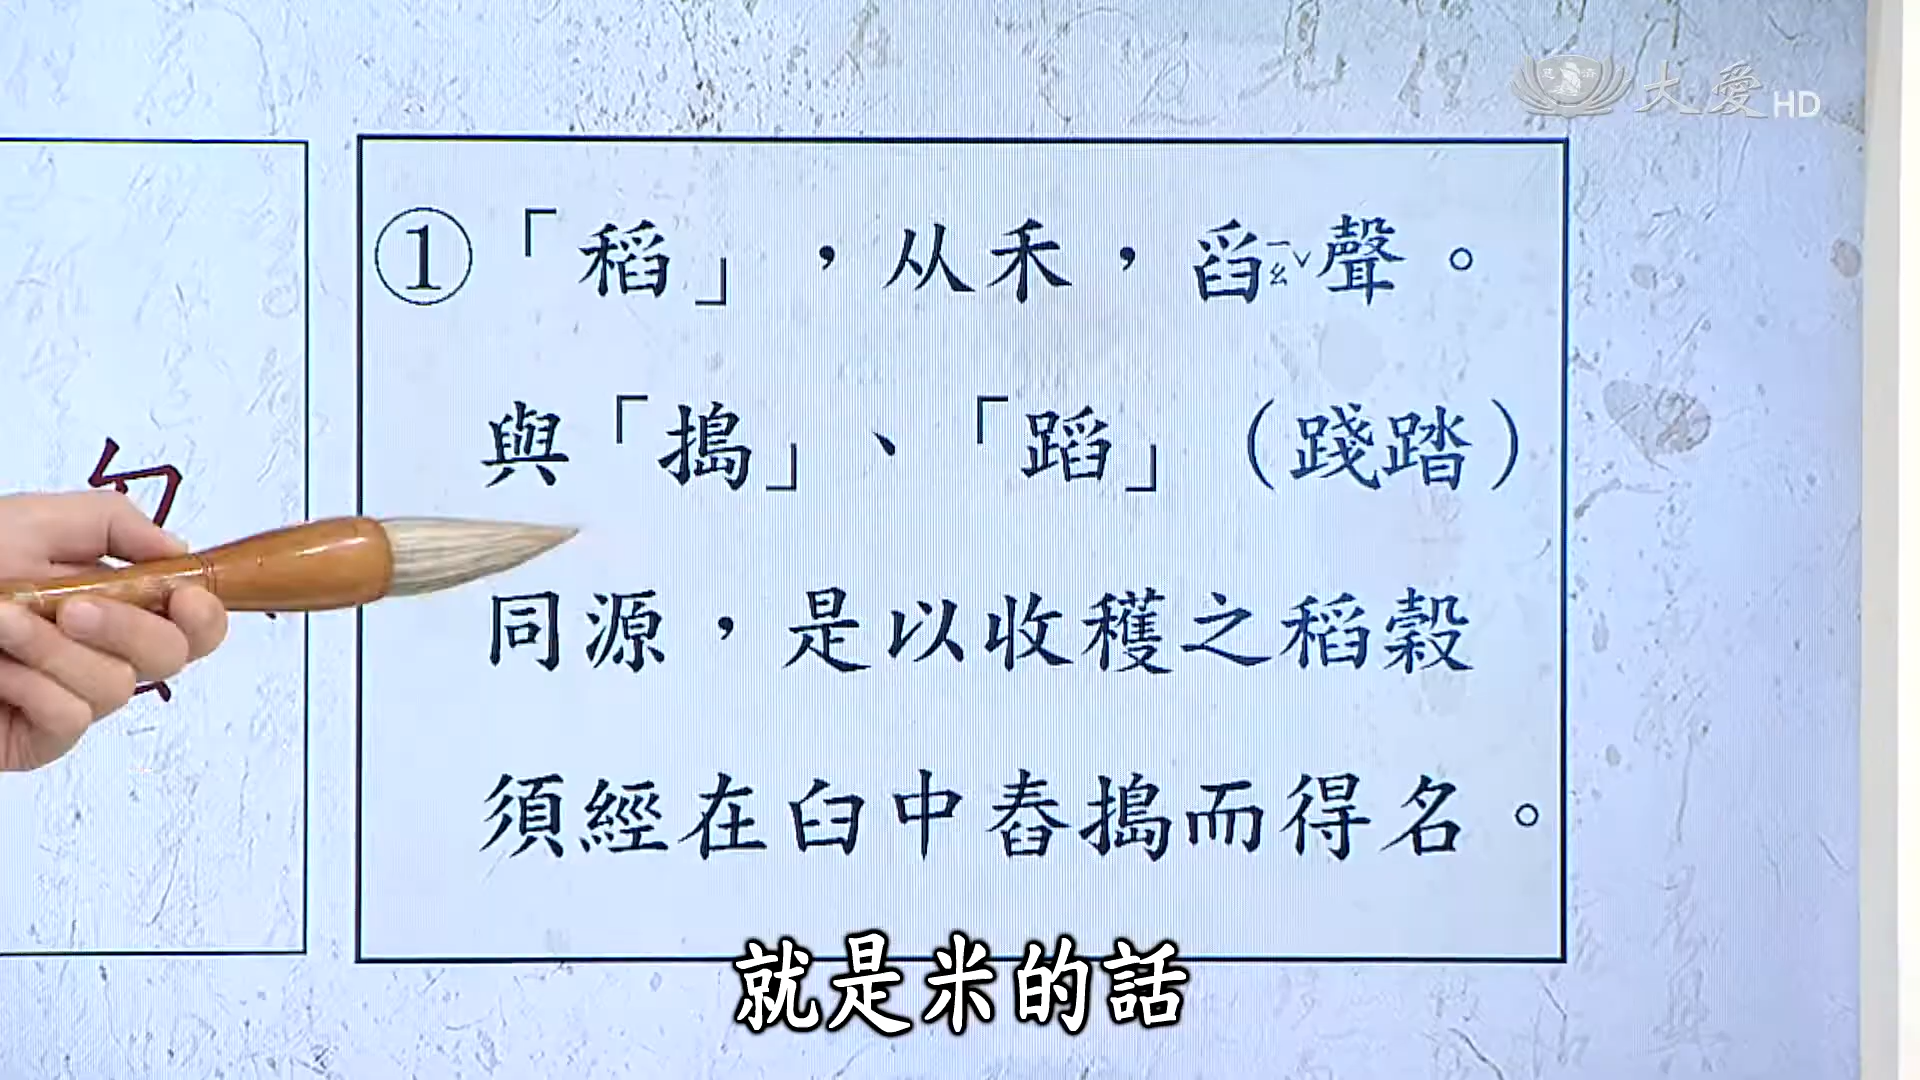 大愛HD
①「稻」，从禾，舀ㄧㄠˇ聲。
與「搗」、「蹈」（踐踏）
同源，是以收穫之稻穀
須經在臼中舂搗而得名。
就是米的話